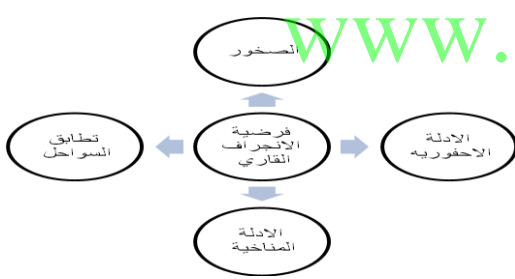 www.
الصخور
تطابق
السواحل
فرضية
الانجراف
القاري
الادلة
الاحفوريه
الادلة
المناخية